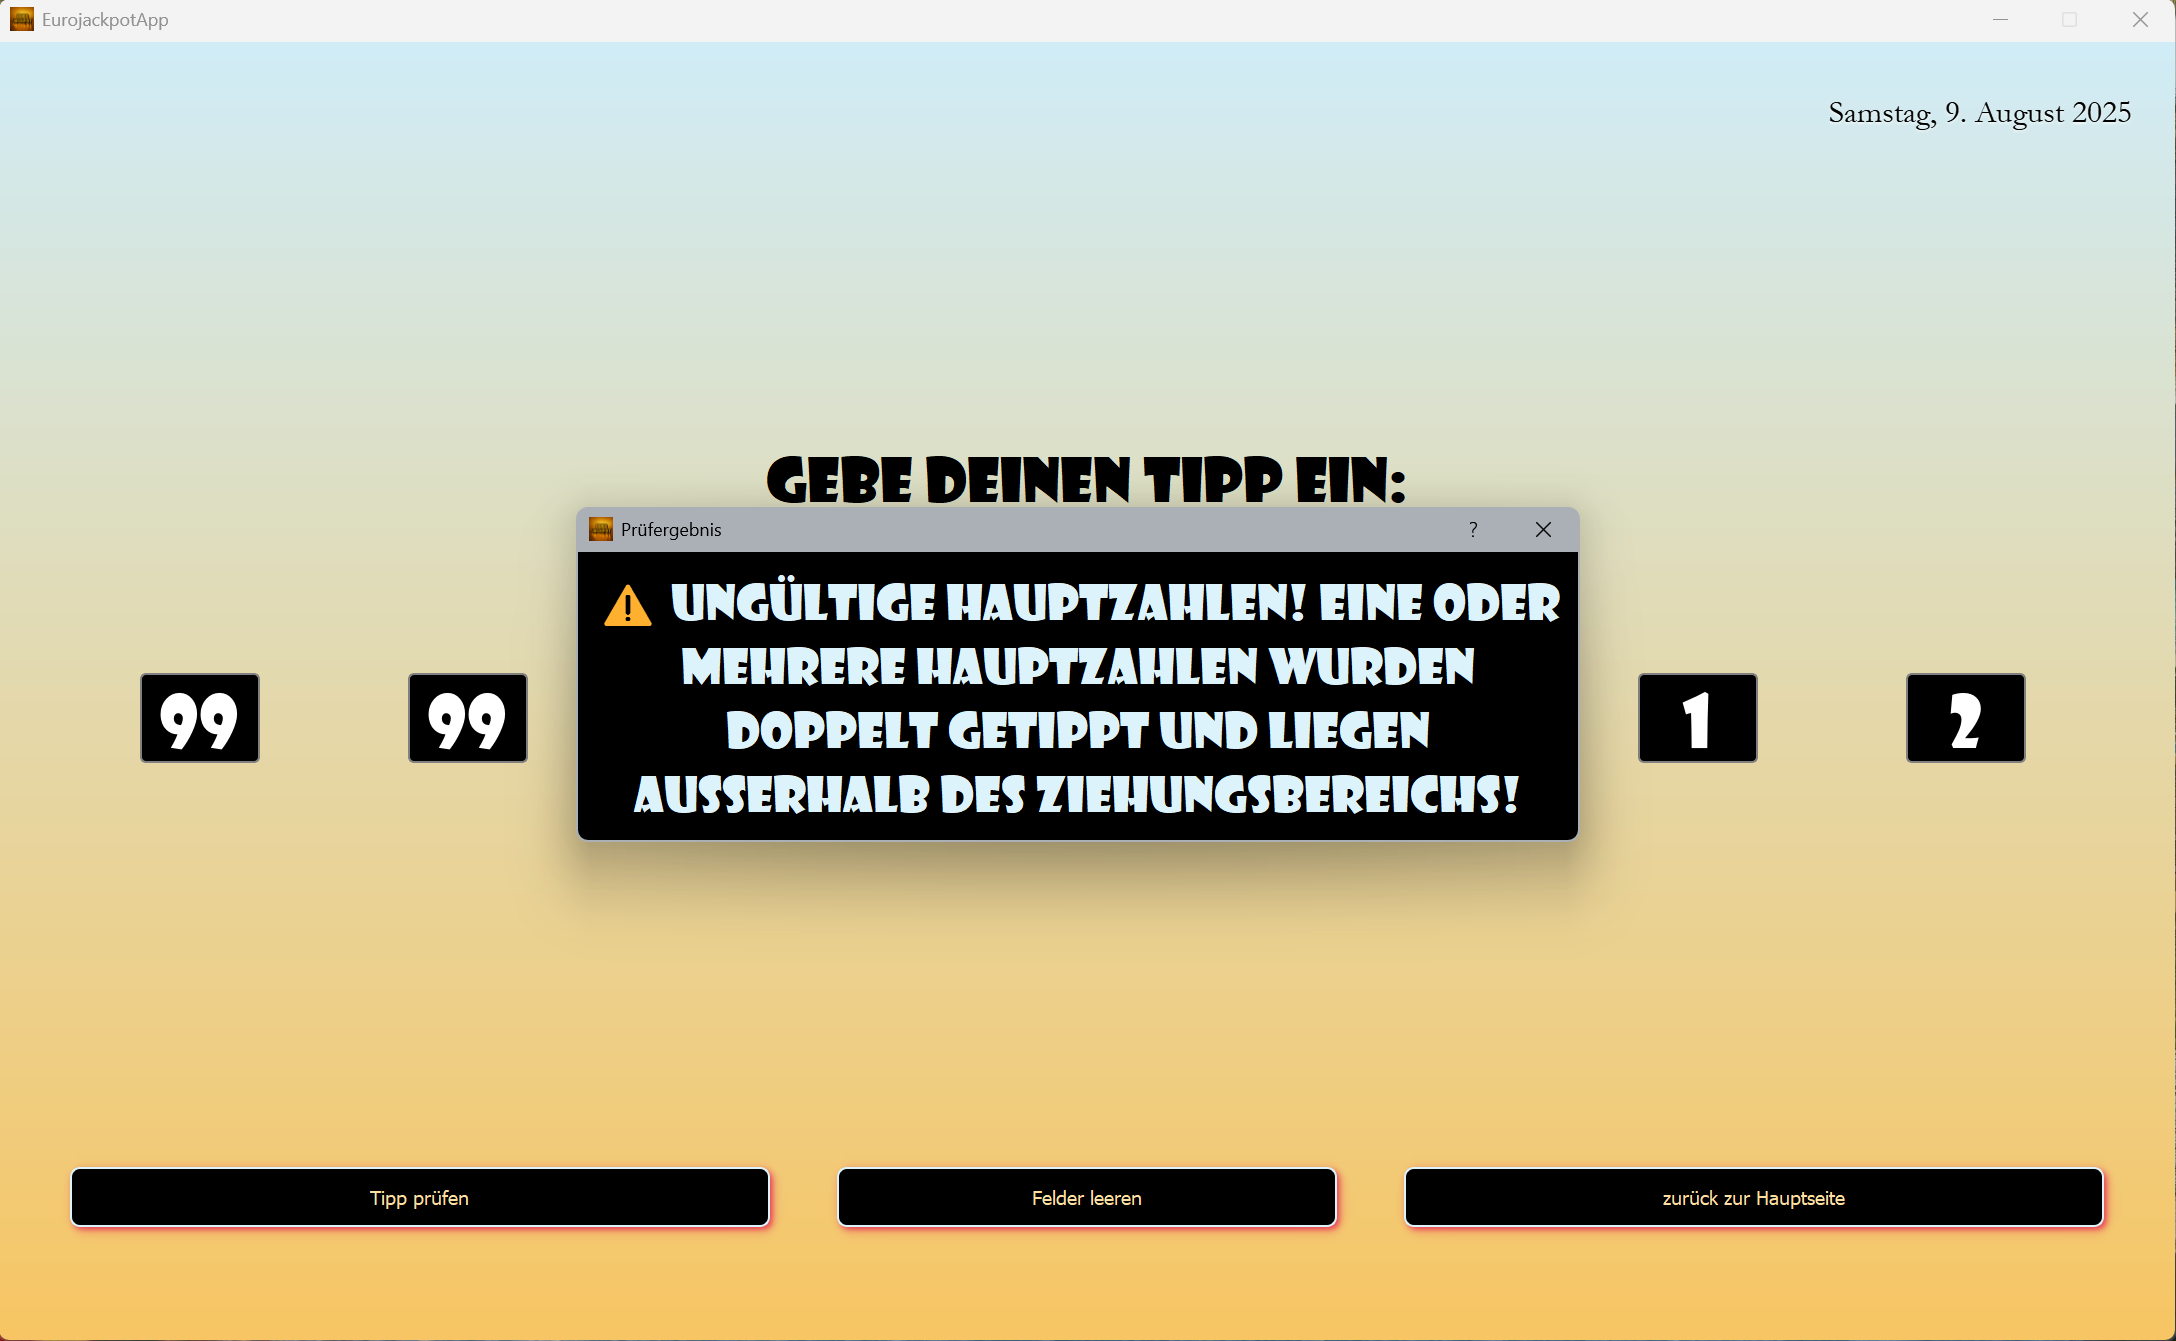 EurojackpotApp
Samstag, 9. August 2025
GEBE DEINEN TIPP EIN:
Prüfergebnis
?
UNGÜLTIGE HAUPTZAHLEN! EINE ODER
MEHRERE HAUPTZAHLEN WURDEN
DOPPELT GETIPPT UND LIEGEN
AUSSERHALB DES ZIEHUNGSBEREICHS!
99 99 1 2
Tipp prüfen Felder leeren zurück zur Hauptseite